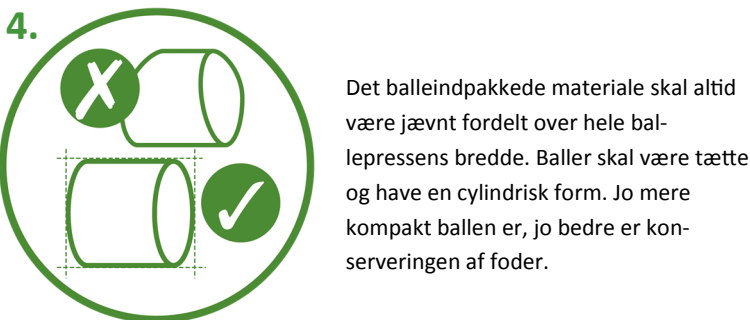 4.
Det balleindpakkede materiale skal altid
være jævnt fordelt over hele bal-
lepressens bredde. Baller skal være tætte
og have en cylindrisk form. Jo mere
kompakt ballen er, jo bedre er kon-
serveringen af foder.